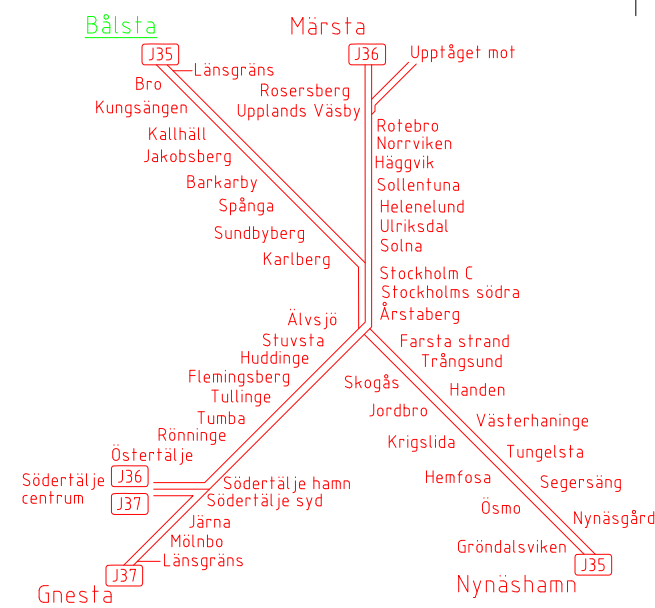 Bålsta
Märsta
J35
J36
Upptåget mot
Länsgräns
Bro
Rosersberg
Kungsängen
Upplands Väsby
Kallhäll
Rotebro
Norrviken
Jakobsberg
Häggvik
Barkarby
Sollentuna
Spånga
Helenelund
Ulriksdal
Sundbyberg
Solna
Karlberg
Stockholm C
Stockholms södra
Årstaberg
Älvsjö
Stuvsta
Farsta strand
Huddinge
Trångsund
Flemingsberg
Skogås
Handen
Tullinge
Jordbro
Tumba
Västerhaninge
Rönninge
Krigslida
Östertälje
Tungelsta
J36
Södertälje
centrum
J37
Södertälje hamn
Södertälje syd
Hemfosa
Segersäng
Järna
Ösmo
Nynäsgård
Mölnbo
Länsgräns
Gröndalsviken
J37
J35
Gnesta
Nynäshamn